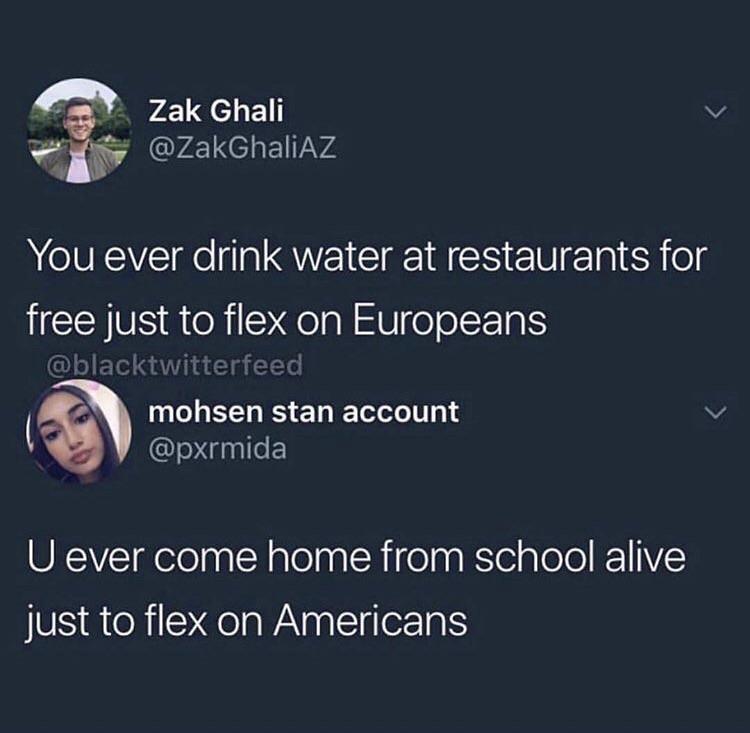 Zak Ghali
@ZakGhaliAZ
You ever drink water at restaurants for
free just to flex on Europeans
@blacktwitterfeed
mohsen stan account
@pxrmida
U ever come home from school alive
just to flex on Americans